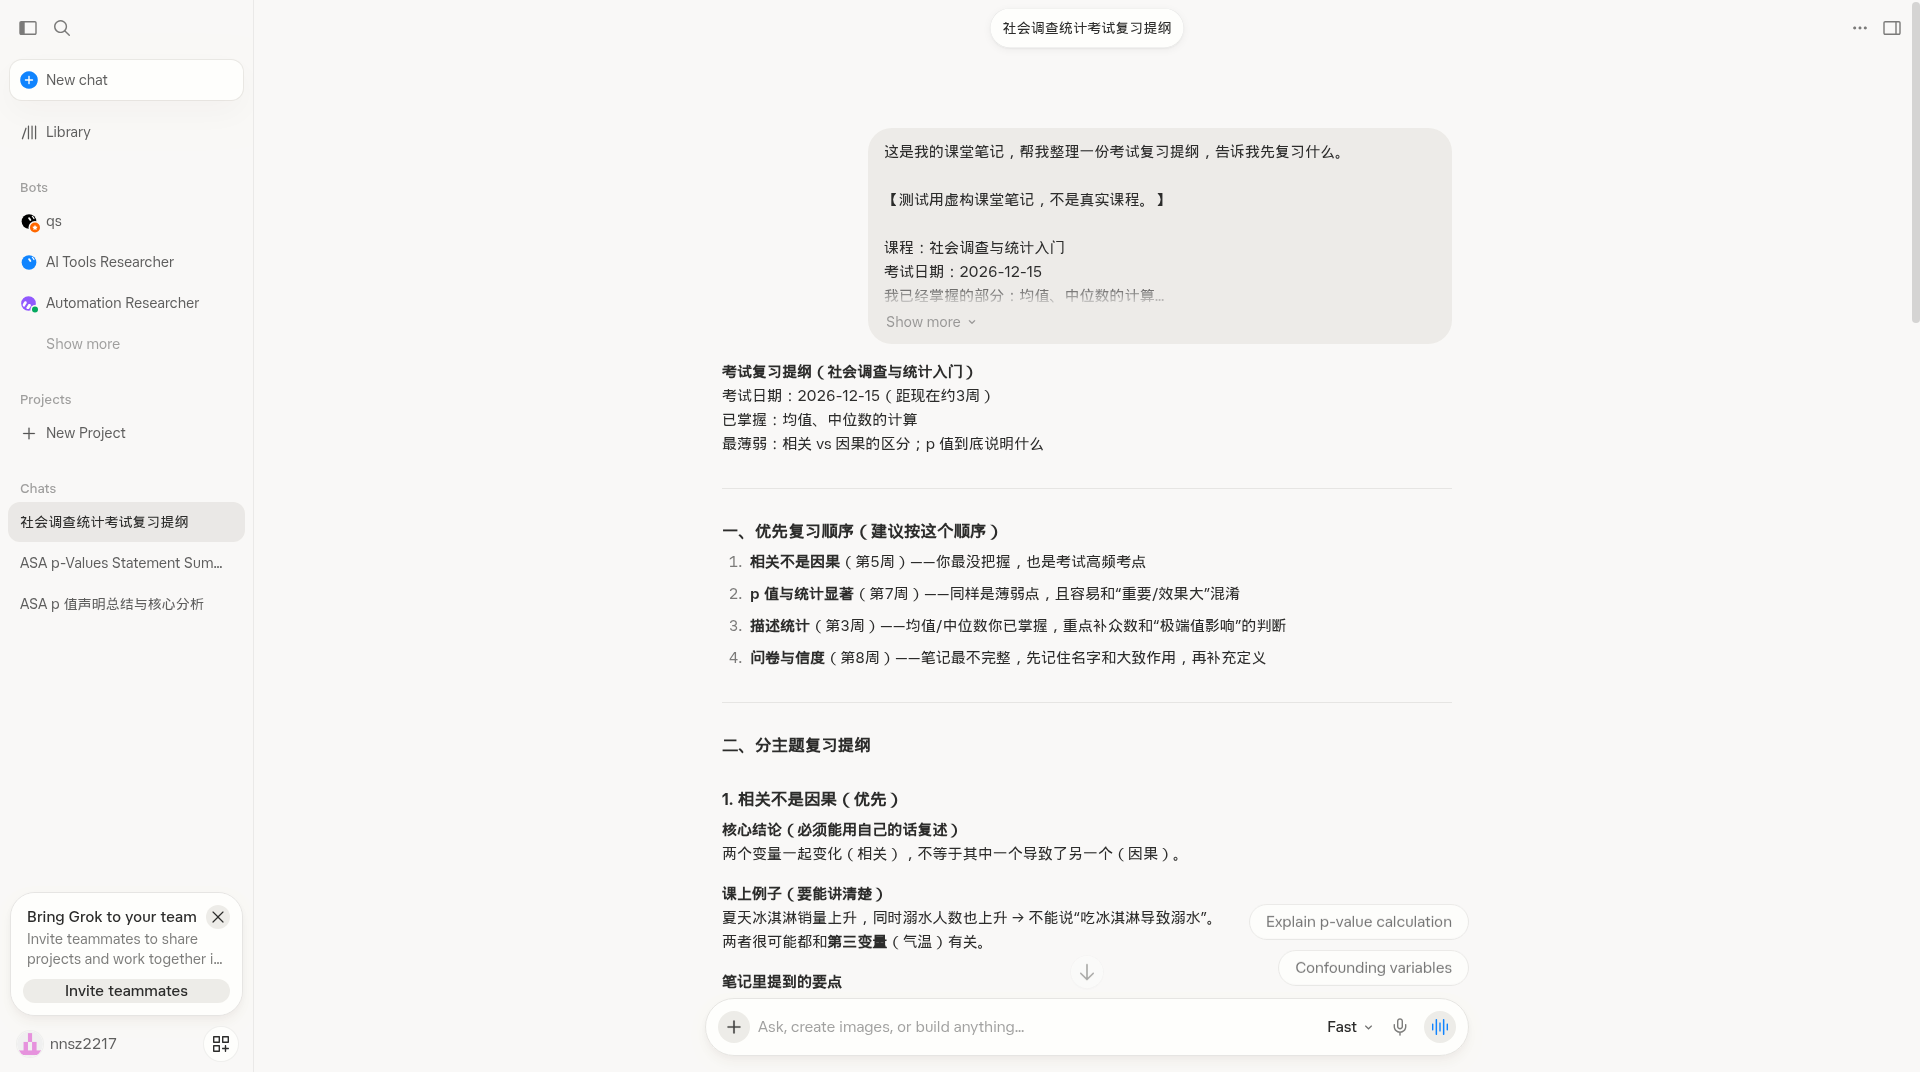 社会调查统计考试复习提纲
New chat
Library
Bots
qs
AI Tools Researcher
Automation Researcher
Show more
Projects
New Project
Chats
社会调查统计考试复习提纲
ASA p-Values Statement Sum...
ASA p 值声明总结与核心分析
Bring Grok to your team
Invite teammates to share
projects and work together i...
Invite teammates
nnsz2217
这是我的课堂笔记，帮我整理一份考试复习提纲，告诉我先复习什么。
【测试用虚构课堂笔记，不是真实课程。】
课程：社会调查与统计入门
考试日期：2026-12-15
我已经掌握的部分：均值、中位数的计算...
Show more
考试复习提纲（社会调查与统计入门）
考试日期：2026-12-15（距现在约3周）
已掌握：均值、中位数的计算
最薄弱：相关 vs 因果的区分；p 值到底说明什么
一、优先复习顺序（建议按这个顺序）
1. 相关不是因果（第5周）——你最没把握，也是考试高频考点
2. p 值与统计显著（第7周）——同样是薄弱点，且容易和“重要/效果大”混淆
3. 描述统计（第3周）——均值/中位数你已掌握，重点补众数和“极端值影响”的判断
4. 问卷与信度（第8周）——笔记最不完整，先记住名字和大致作用，再补充定义
二、分主题复习提纲
1. 相关不是因果（优先）
核心结论（必须能用自己的话复述）
两个变量一起变化（相关），不等于其中一个导致了另一个（因果）。
课上例子（要能讲清楚）
夏天冰淇淋销量上升，同时溺水人数也上升 → 不能说“吃冰淇淋导致溺水”。
两者很可能都和第三变量（气温）有关。
笔记里提到的要点
Explain p-value calculation
Confounding variables
Ask, create images, or build anything...
Fast